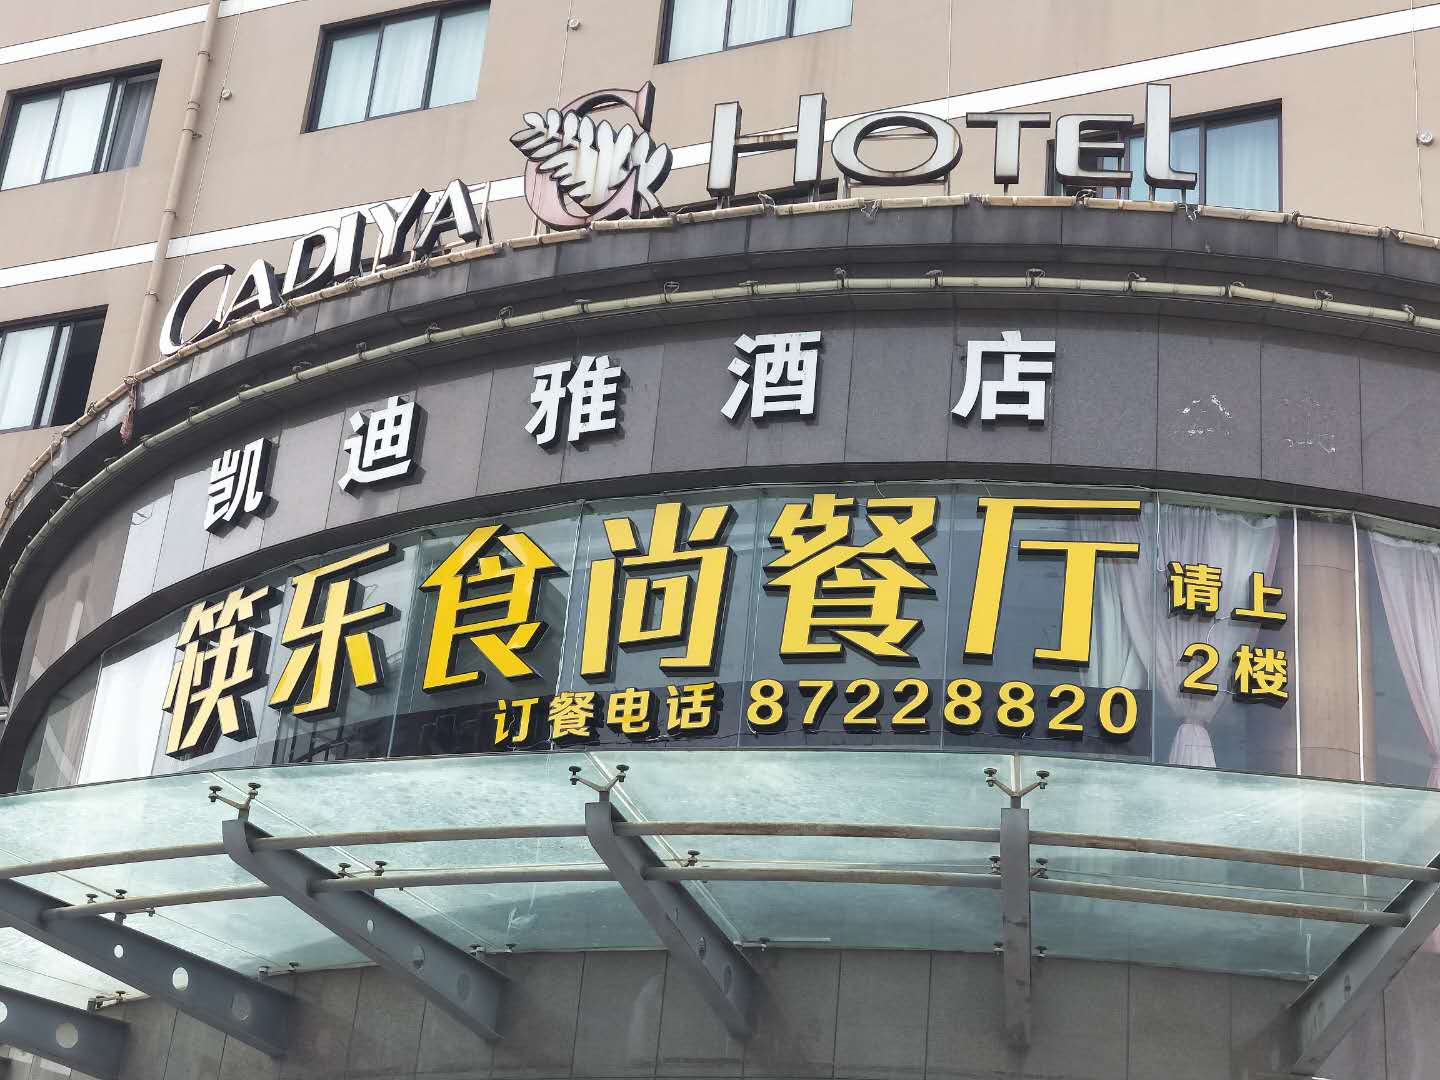 CADIYA HOTEL
凯迪雅酒店
筷乐食尚餐厅
请上
2楼
订餐电话 87228820